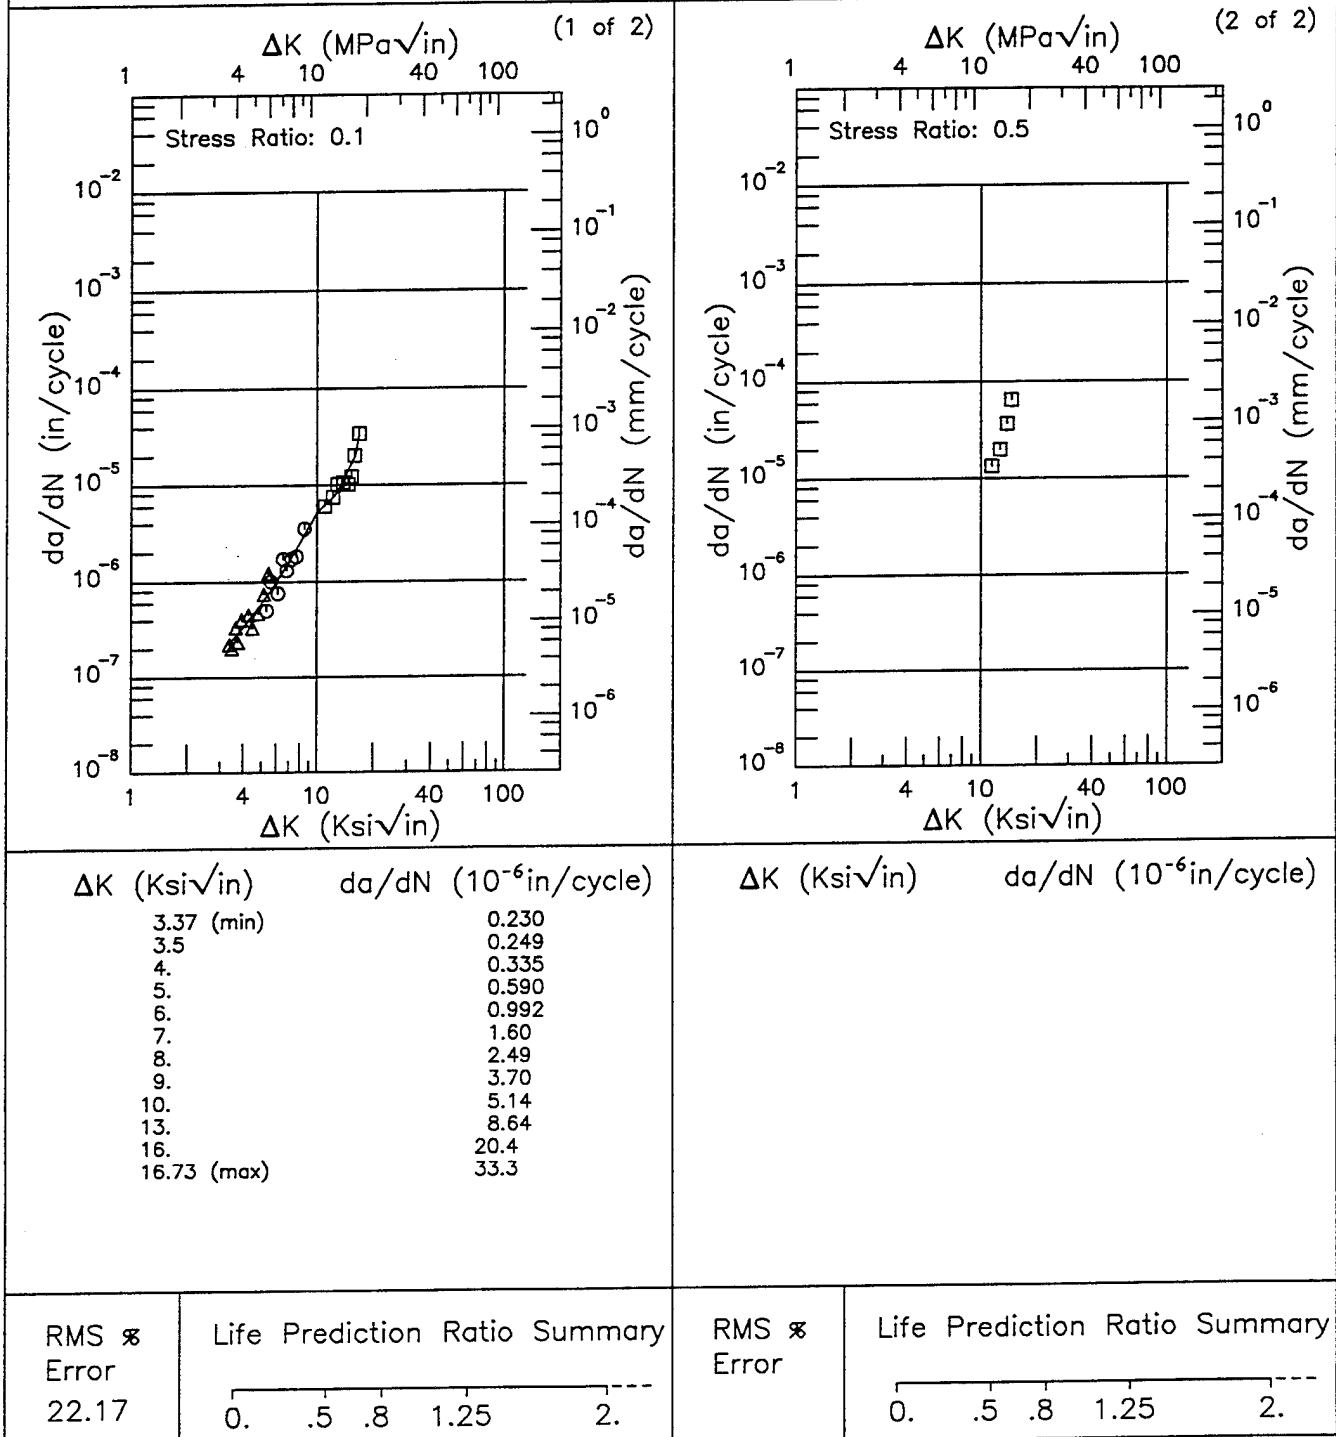 (1 of 2)
ΔK (MPa√in)
1 4 10 40 100
Stress Ratio: 0.1
10⁰
10⁻¹
10⁻²
10⁻³
10⁻⁴
10⁻⁵
10⁻⁶
da/dN (mm/cycle)
10⁻²
10⁻³
10⁻⁴
10⁻⁵
10⁻⁶
10⁻⁷
10⁻⁸
da/dN (in/cycle)
1 4 10 40 100
ΔK (Ksi√in)
(2 of 2)
ΔK (MPa√in)
1 4 10 40 100
Stress Ratio: 0.5
10⁰
10⁻¹
10⁻²
10⁻³
10⁻⁴
10⁻⁵
10⁻⁶
da/dN (mm/cycle)
10⁻²
10⁻³
10⁻⁴
10⁻⁵
10⁻⁶
10⁻⁷
10⁻⁸
da/dN (in/cycle)
1 4 10 40 100
ΔK (Ksi√in)
ΔK (Ksi√in) da/dN (10⁻⁶in/cycle)
3.37 (min) 0.230
3.5 0.249
4. 0.335
5. 0.590
6. 0.992
7. 1.60
8. 2.49
9. 3.70
10. 5.14
13. 8.64
16. 20.4
16.73 (max) 33.3
ΔK (Ksi√in) da/dN (10⁻⁶in/cycle)
RMS %
Error
22.17
Life Prediction Ratio Summary
0. .5 .8 1.25 2.
RMS %
Error
Life Prediction Ratio Summary
0. .5 .8 1.25 2.